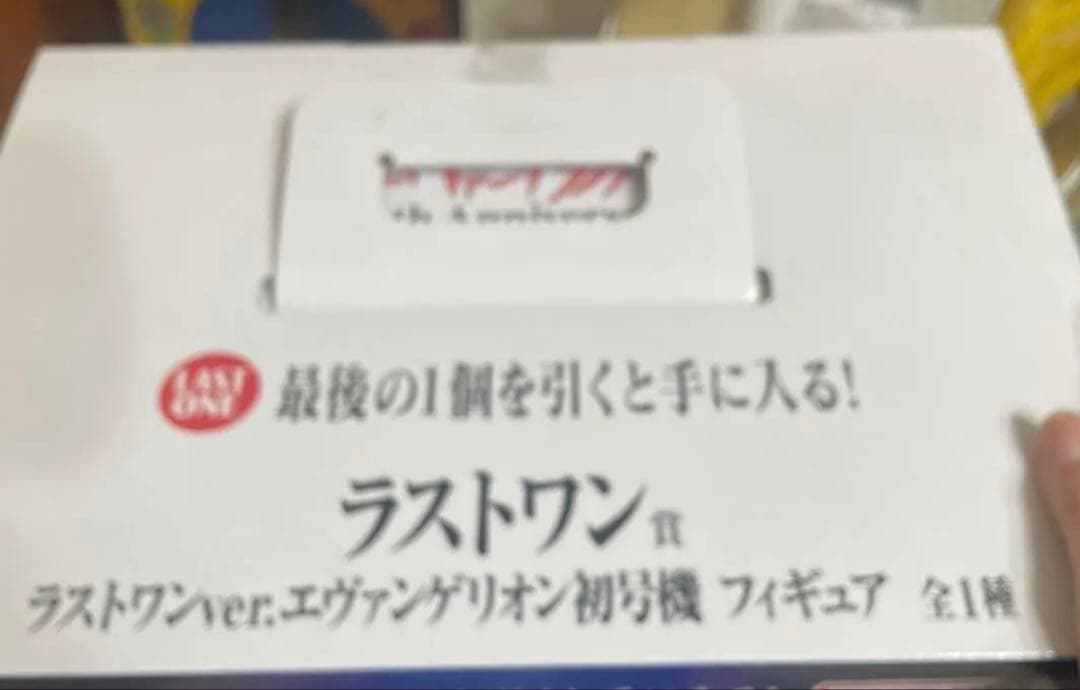 LAST
ONE
最後の1個を引くと手に入る!
ラストワン賞
ラストワンver.エヴァンゲリオン初号機 フィギュア 全1種